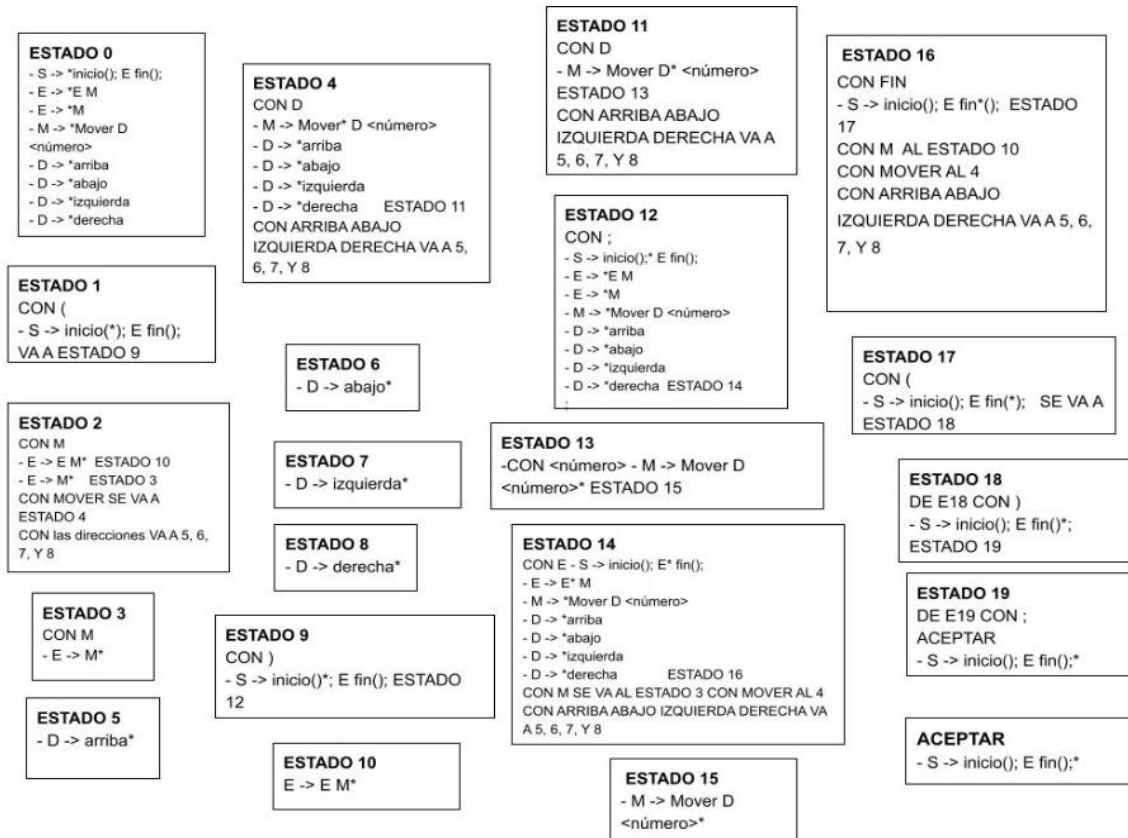 ESTADO 0
- S -> *inicio(); E fin();
- E -> *E M
- E -> *M
- M -> *Mover D
<número>
- D -> *arriba
- D -> *abajo
- D -> *izquierda
- D -> *derecha
ESTADO 1
CON (
- S -> inicio(*); E fin();
VA A ESTADO 9
ESTADO 2
CON M
- E -> E M* ESTADO 10
- E -> M* ESTADO 3
CON MOVER SE VA A
ESTADO 4
CON las direcciones VA A 5, 6,
7, Y 8
ESTADO 3
CON M
- E -> M*
ESTADO 5
- D -> arriba*
ESTADO 4
CON D
- M -> Mover* D <número>
- D -> *arriba
- D -> *abajo
- D -> *izquierda
- D -> *derecha ESTADO 11
CON ARRIBA ABAJO
IZQUIERDA DERECHA VA A 5,
6, 7, Y 8
ESTADO 6
- D -> abajo*
ESTADO 7
- D -> izquierda*
ESTADO 8
- D -> derecha*
ESTADO 9
CON )
- S -> inicio()*; E fin(); ESTADO
12
ESTADO 10
E -> E M*
ESTADO 11
CON D
- M -> Mover D* <número>
ESTADO 13
CON ARRIBA ABAJO
IZQUIERDA DERECHA VA A
5, 6, 7, Y 8
ESTADO 12
CON ;
- S -> inicio();* E fin();
- E -> *E M
- E -> *M
- M -> *Mover D <número>
- D -> *arriba
- D -> *abajo
- D -> *izquierda
- D -> *derecha ESTADO 14
;
ESTADO 13
-CON <número> - M -> Mover D
<número>* ESTADO 15
ESTADO 14
CON E - S -> inicio(); E* fin();
- E -> E* M
- M -> *Mover D <número>
- D -> *arriba
- D -> *abajo
- D -> *izquierda
- D -> *derecha ESTADO 16
CON M SE VA AL ESTADO 3 CON MOVER AL 4
CON ARRIBA ABAJO IZQUIERDA DERECHA VA
A 5, 6, 7, Y 8
ESTADO 15
- M -> Mover D
<número>*
ESTADO 16
CON FIN
- S -> inicio(); E fin*(); ESTADO
17
CON M AL ESTADO 10
CON MOVER AL 4
CON ARRIBA ABAJO
IZQUIERDA DERECHA VA A 5, 6,
7, Y 8
ESTADO 17
CON (
- S -> inicio(); E fin(*); SE VA A
ESTADO 18
ESTADO 18
DE E18 CON )
- S -> inicio(); E fin()*;
ESTADO 19
ESTADO 19
DE E19 CON ;
ACEPTAR
- S -> inicio(); E fin();*
ACEPTAR
- S -> inicio(); E fin();*